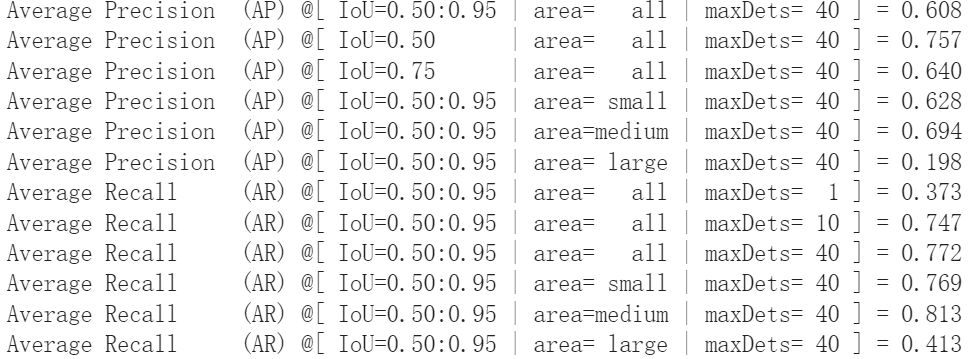 Average Precision  (AP) @[ IoU=0.50:0.95 | area=   all | maxDets= 40 ] = 0.608
Average Precision  (AP) @[ IoU=0.50      | area=   all | maxDets= 40 ] = 0.757
Average Precision  (AP) @[ IoU=0.75      | area=   all | maxDets= 40 ] = 0.640
Average Precision  (AP) @[ IoU=0.50:0.95 | area= small | maxDets= 40 ] = 0.628
Average Precision  (AP) @[ IoU=0.50:0.95 | area=medium | maxDets= 40 ] = 0.694
Average Precision  (AP) @[ IoU=0.50:0.95 | area= large | maxDets= 40 ] = 0.198
Average Recall     (AR) @[ IoU=0.50:0.95 | area=   all | maxDets=  1 ] = 0.373
Average Recall     (AR) @[ IoU=0.50:0.95 | area=   all | maxDets= 10 ] = 0.747
Average Recall     (AR) @[ IoU=0.50:0.95 | area=   all | maxDets= 40 ] = 0.772
Average Recall     (AR) @[ IoU=0.50:0.95 | area= small | maxDets= 40 ] = 0.769
Average Recall     (AR) @[ IoU=0.50:0.95 | area=medium | maxDets= 40 ] = 0.813
Average Recall     (AR) @[ IoU=0.50:0.95 | area= large | maxDets= 40 ] = 0.413